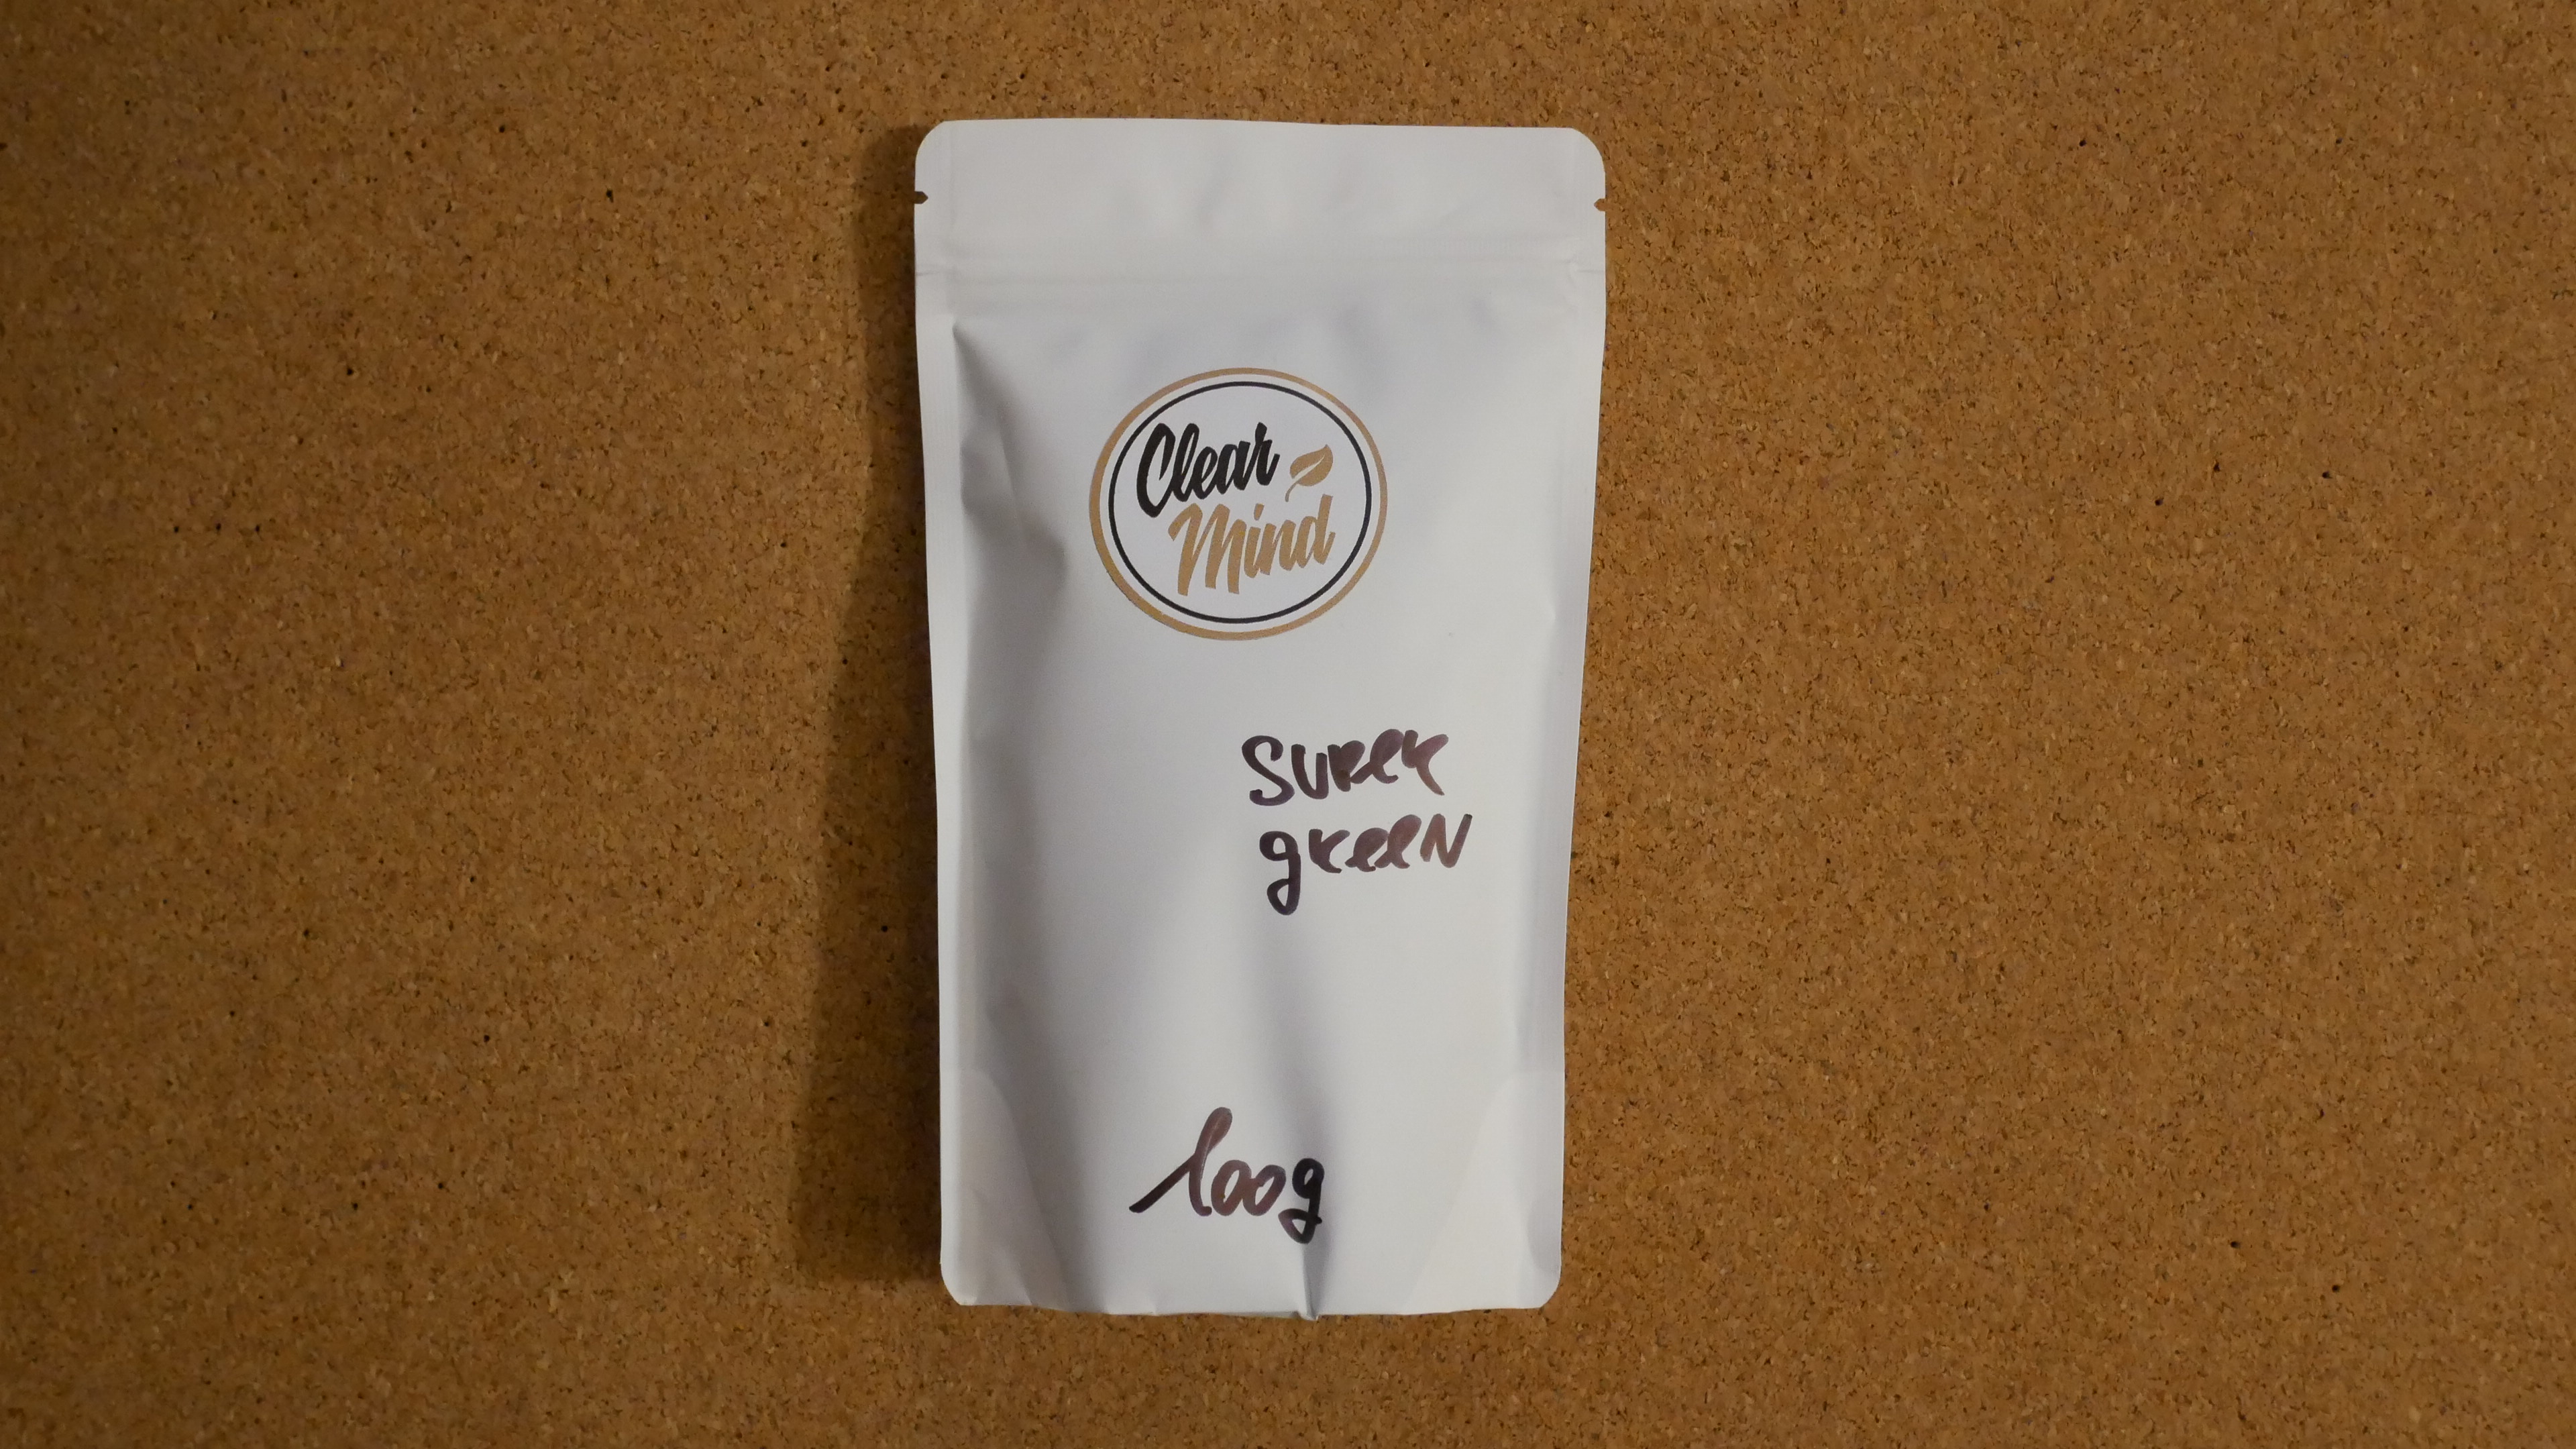 Clear
Mind
super
green
100g